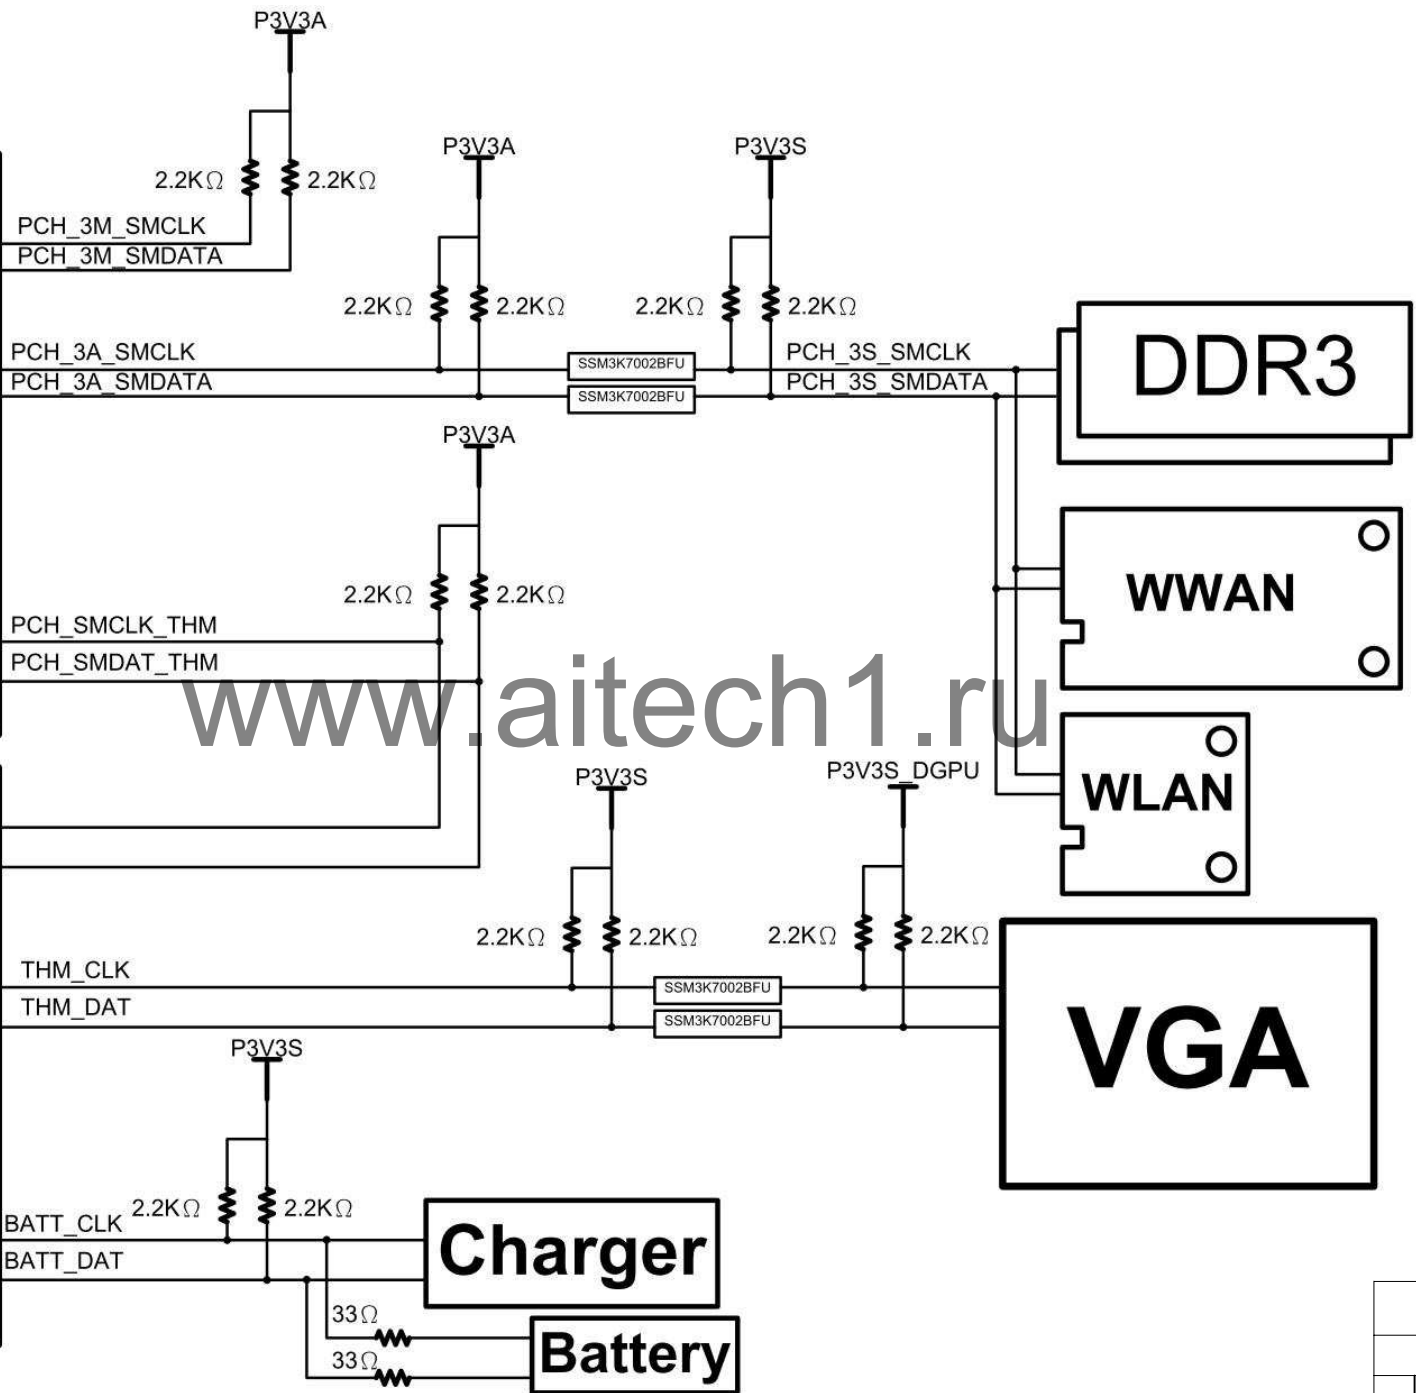 P3V3A
2.2KΩ 2.2KΩ
PCH_3M_SMCLK
PCH_3M_SMDATA
P3V3A P3V3S
2.2KΩ 2.2KΩ 2.2KΩ 2.2KΩ
PCH_3A_SMCLK SSM3K7002BFU PCH_3S_SMCLK
PCH_3A_SMDATA SSM3K7002BFU PCH_3S_SMDATA
DDR3
P3V3A
2.2KΩ 2.2KΩ
WWAN
PCH_SMCLK_THM
PCH_SMDAT_THM
www.aitech1.ru
P3V3S P3V3S_DGPU
WLAN
2.2KΩ 2.2KΩ 2.2KΩ 2.2KΩ
THM_CLK SSM3K7002BFU
THM_DAT SSM3K7002BFU
VGA
P3V3S
2.2KΩ 2.2KΩ
BATT_CLK
BATT_DAT
Charger
33Ω
33Ω
Battery